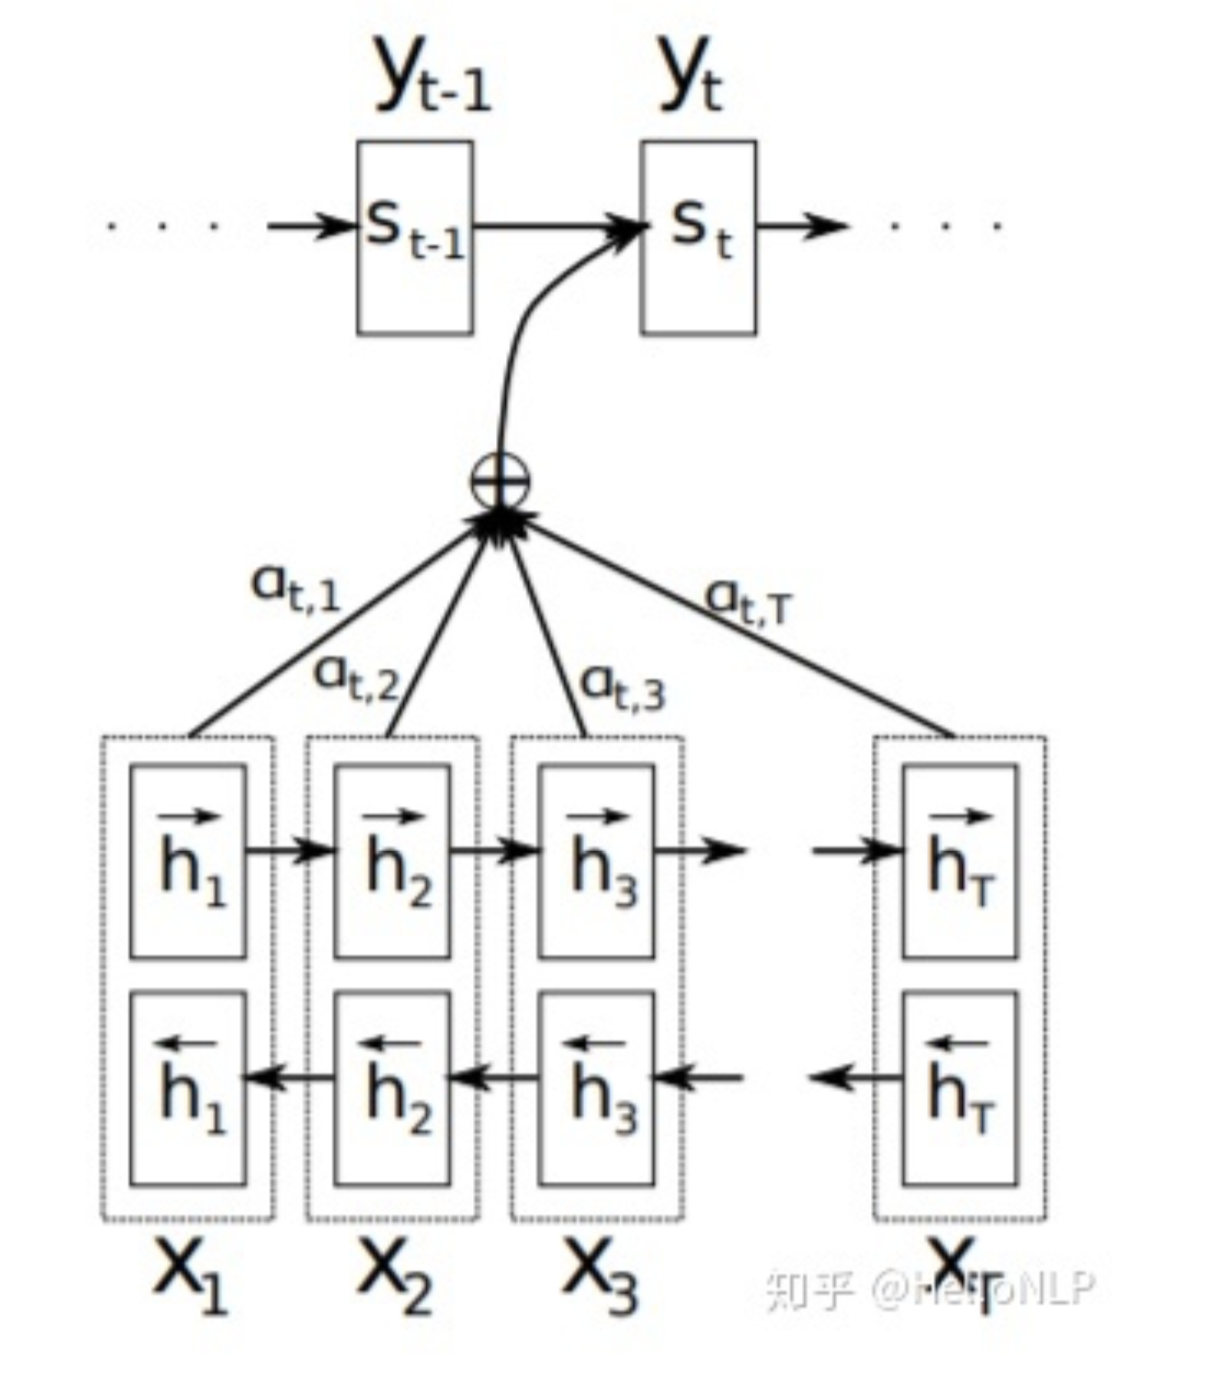 y_{t-1} y_t
. . . s_{t-1} s_t . . .
a_{t,1} a_{t,T}
a_{t,2} a_{t,3}
\overrightarrow{h}_1 \overrightarrow{h}_2 \overrightarrow{h}_3 \overrightarrow{h}_T
\overleftarrow{h}_1 \overleftarrow{h}_2 \overleftarrow{h}_3 \overleftarrow{h}_T
x_1 x_2 x_3 x_T
知乎 @HelloNLP